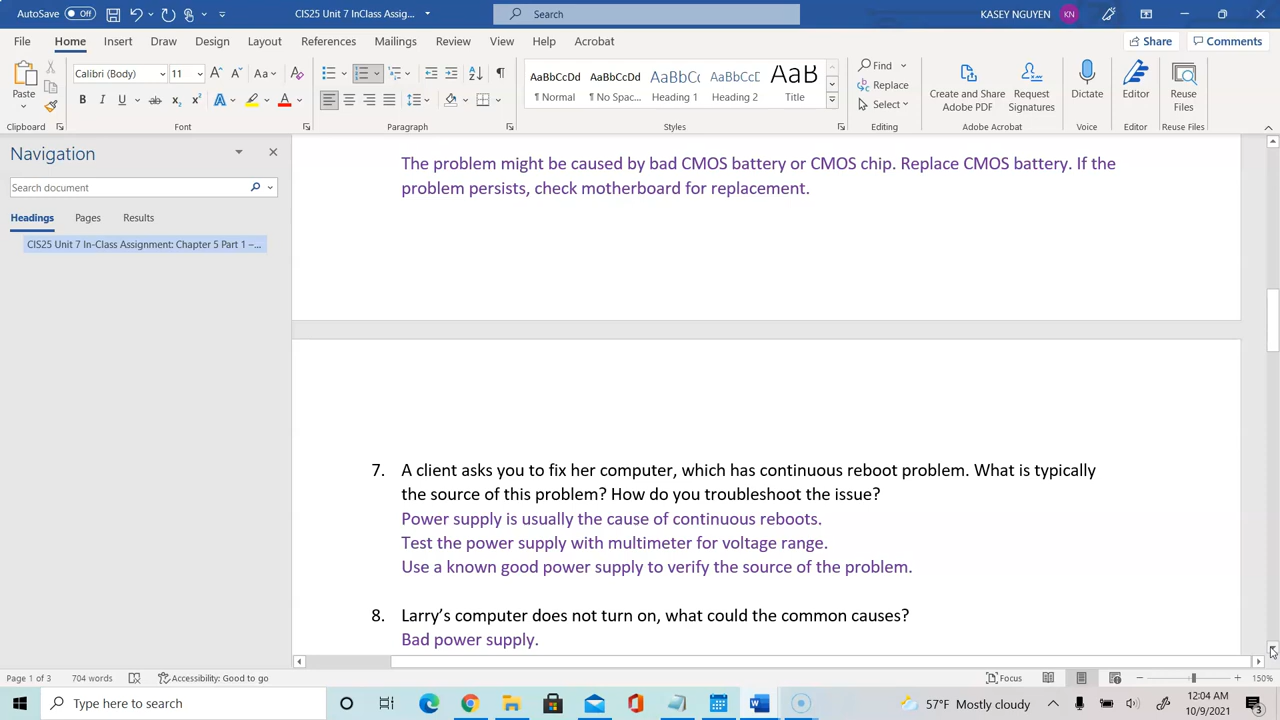 AutoSave Off
CIS25 Unit 7 InClass Assig...
Search
KASEY NGUYEN
KN
File Home Insert Draw Design Layout References Mailings Review View Help Acrobat
Share Comments
Paste
Calibri (Body) 11
AaBbCcDd AaBbCcDd AaBbC( AaBbCcE AaB
¶ Normal ¶ No Spac... Heading 1 Heading 2 Title
Find
Replace
Select
Create and Share Adobe PDF
Request Signatures
Dictate
Editor
Reuse Files
Clipboard Font Paragraph Styles Editing Adobe Acrobat Voice Editor Reuse Files
Navigation
Search document
Headings Pages Results
CIS25 Unit 7 In-Class Assignment: Chapter 5 Part 1 –...
The problem might be caused by bad CMOS battery or CMOS chip. Replace CMOS battery. If the
problem persists, check motherboard for replacement.
7. A client asks you to fix her computer, which has continuous reboot problem. What is typically
the source of this problem? How do you troubleshoot the issue?
Power supply is usually the cause of continuous reboots.
Test the power supply with multimeter for voltage range.
Use a known good power supply to verify the source of the problem.
8. Larry’s computer does not turn on, what could the common causes?
Bad power supply.
Page 1 of 3 704 words Accessibility: Good to go Focus 150%
Type here to search
57°F Mostly cloudy
12:04 AM
10/9/2021
3